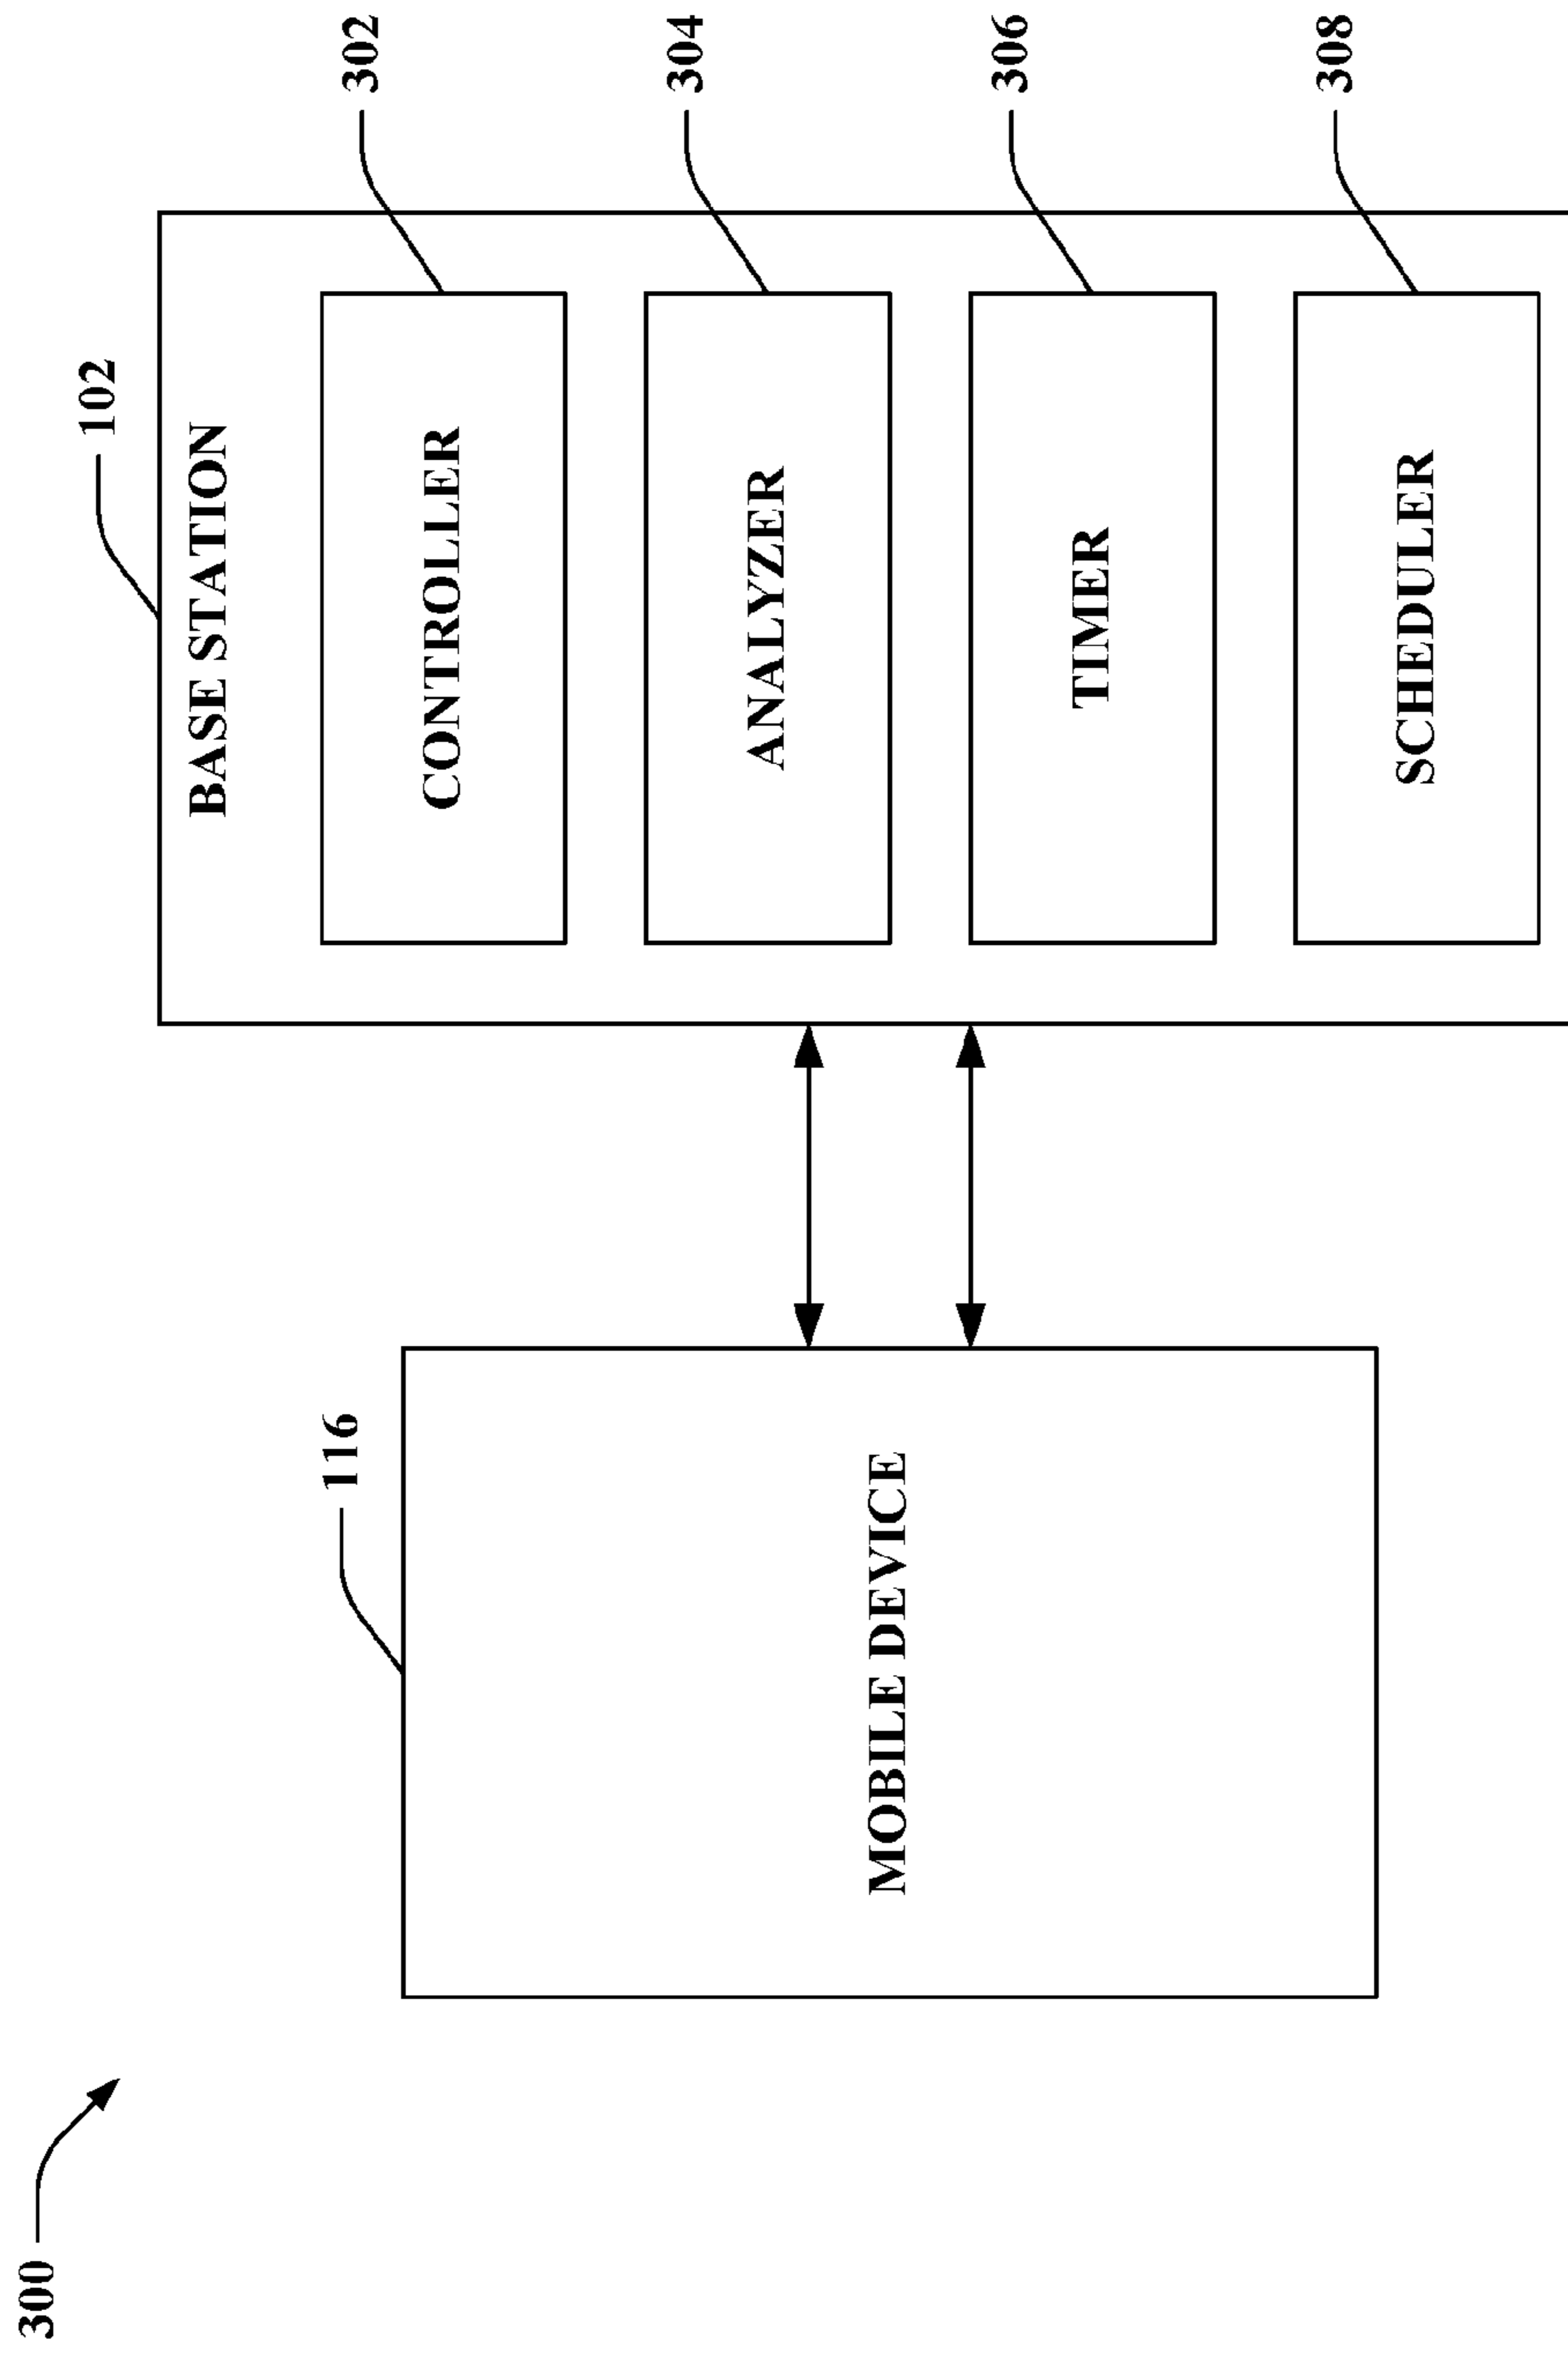 300
116
MOBILE DEVICE
102
BASE STATION
CONTROLLER
302
ANALYZER
304
TIMER
306
SCHEDULER
308